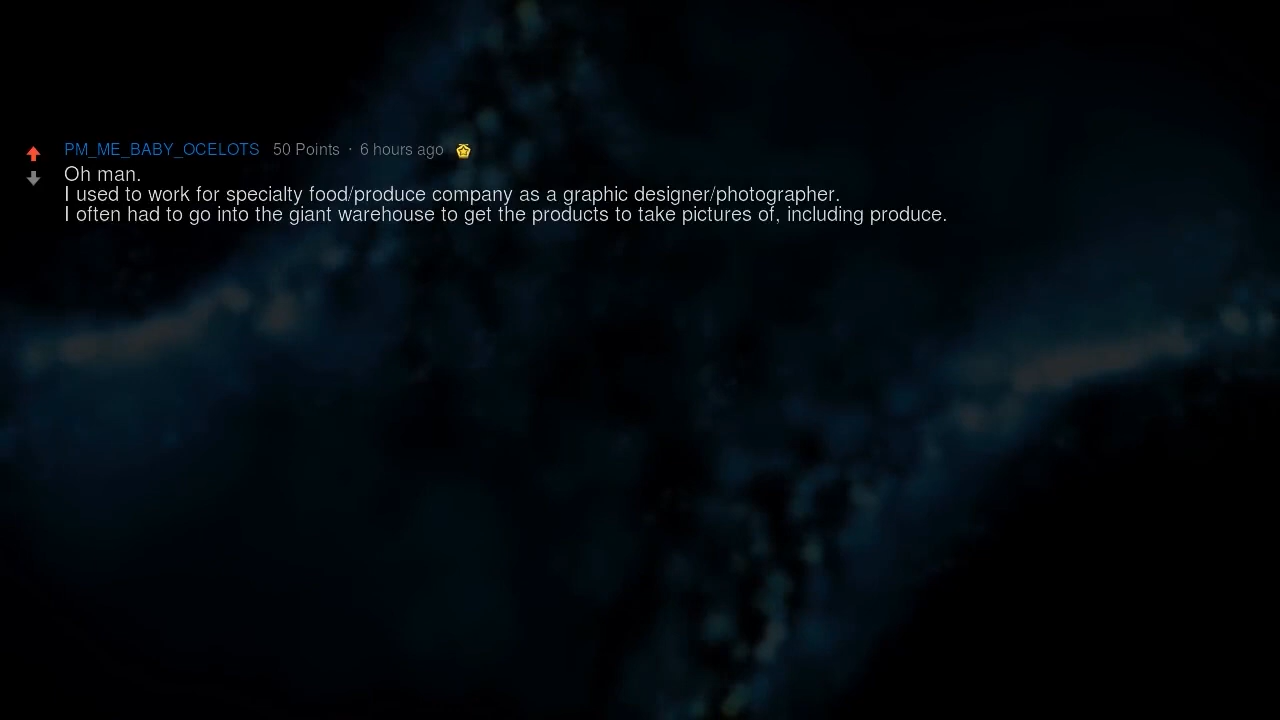 PM_ME_BABY_OCELOTS 50 Points · 6 hours ago
Oh man.
I used to work for specialty food/produce company as a graphic designer/photographer.
I often had to go into the giant warehouse to get the products to take pictures of, including produce.